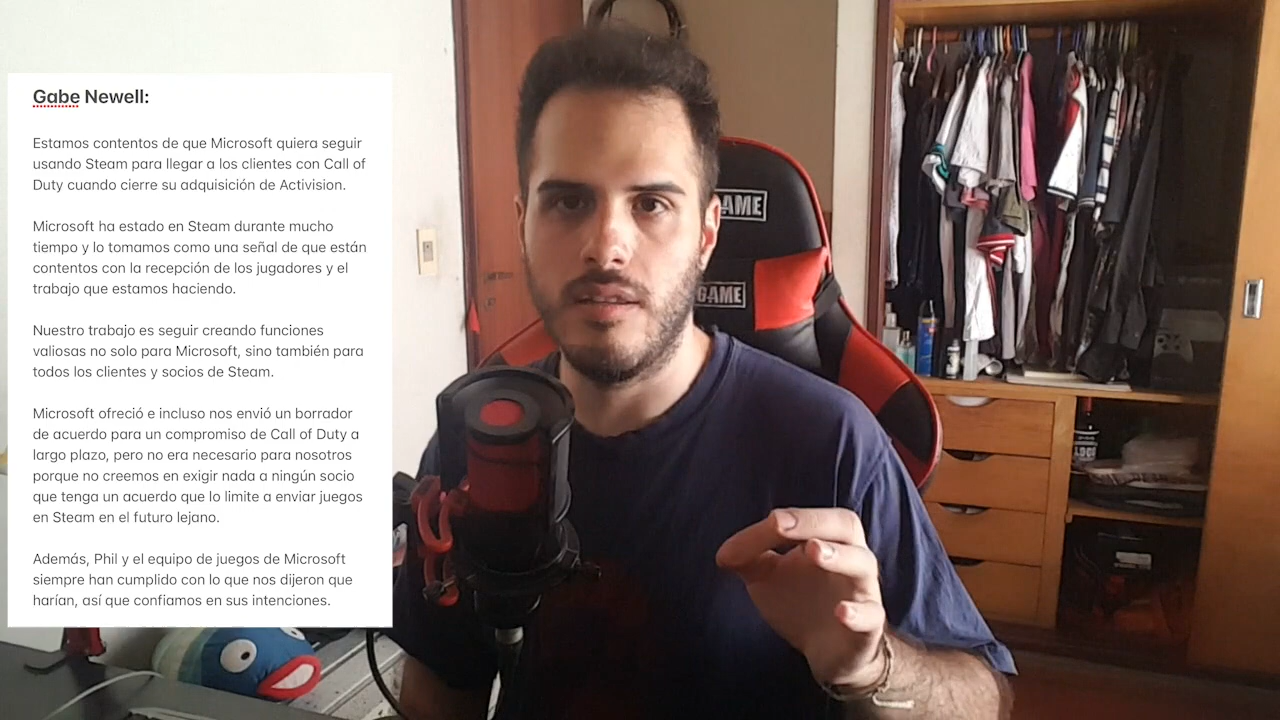 Gabe Newell:
Estamos contentos de que Microsoft quiera seguir
usando Steam para llegar a los clientes con Call of
Duty cuando cierre su adquisición de Activision.
Microsoft ha estado en Steam durante mucho
tiempo y lo tomamos como una señal de que están
contentos con la recepción de los jugadores y el
trabajo que estamos haciendo.
Nuestro trabajo es seguir creando funciones
valiosas no solo para Microsoft, sino también para
todos los clientes y socios de Steam.
Microsoft ofreció e incluso nos envió un borrador
de acuerdo para un compromiso de Call of Duty a
largo plazo, pero no era necesario para nosotros
porque no creemos en exigir nada a ningún socio
que tenga un acuerdo que lo limite a enviar juegos
en Steam en el futuro lejano.
Además, Phil y el equipo de juegos de Microsoft
siempre han cumplido con lo que nos dijeron que
harían, así que confiamos en sus intenciones.
AME
GAME